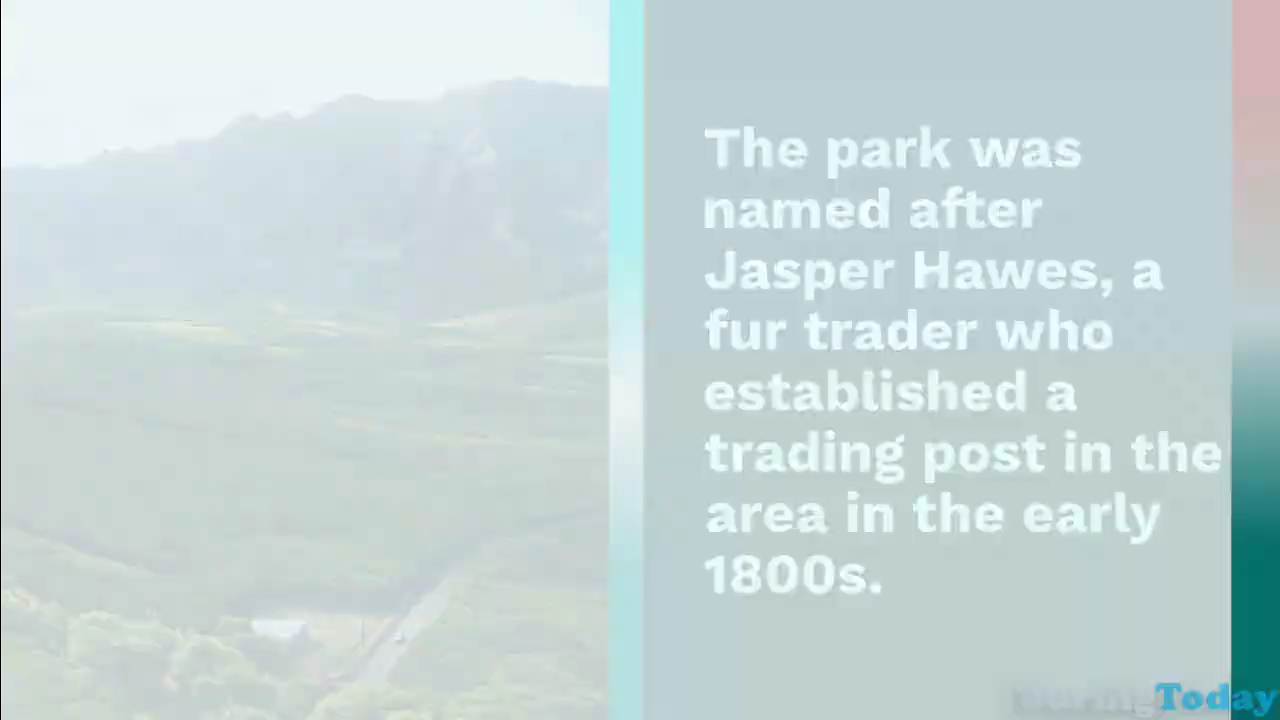 The park was
named after
Jasper Hawes, a
fur trader who
established a
trading post in the
area in the early
1800s.
Today